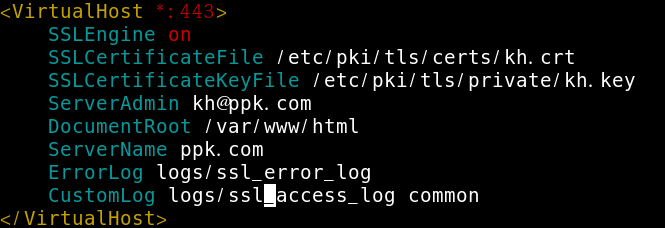 <VirtualHost *:443>
    SSLEngine on
    SSLCertificateFile /etc/pki/tls/certs/kh.crt
    SSLCertificateKeyFile /etc/pki/tls/private/kh.key
    ServerAdmin kh@ppk.com
    DocumentRoot /var/www/html
    ServerName ppk.com
    ErrorLog logs/ssl_error_log
    CustomLog logs/ssl_access_log common
</VirtualHost>